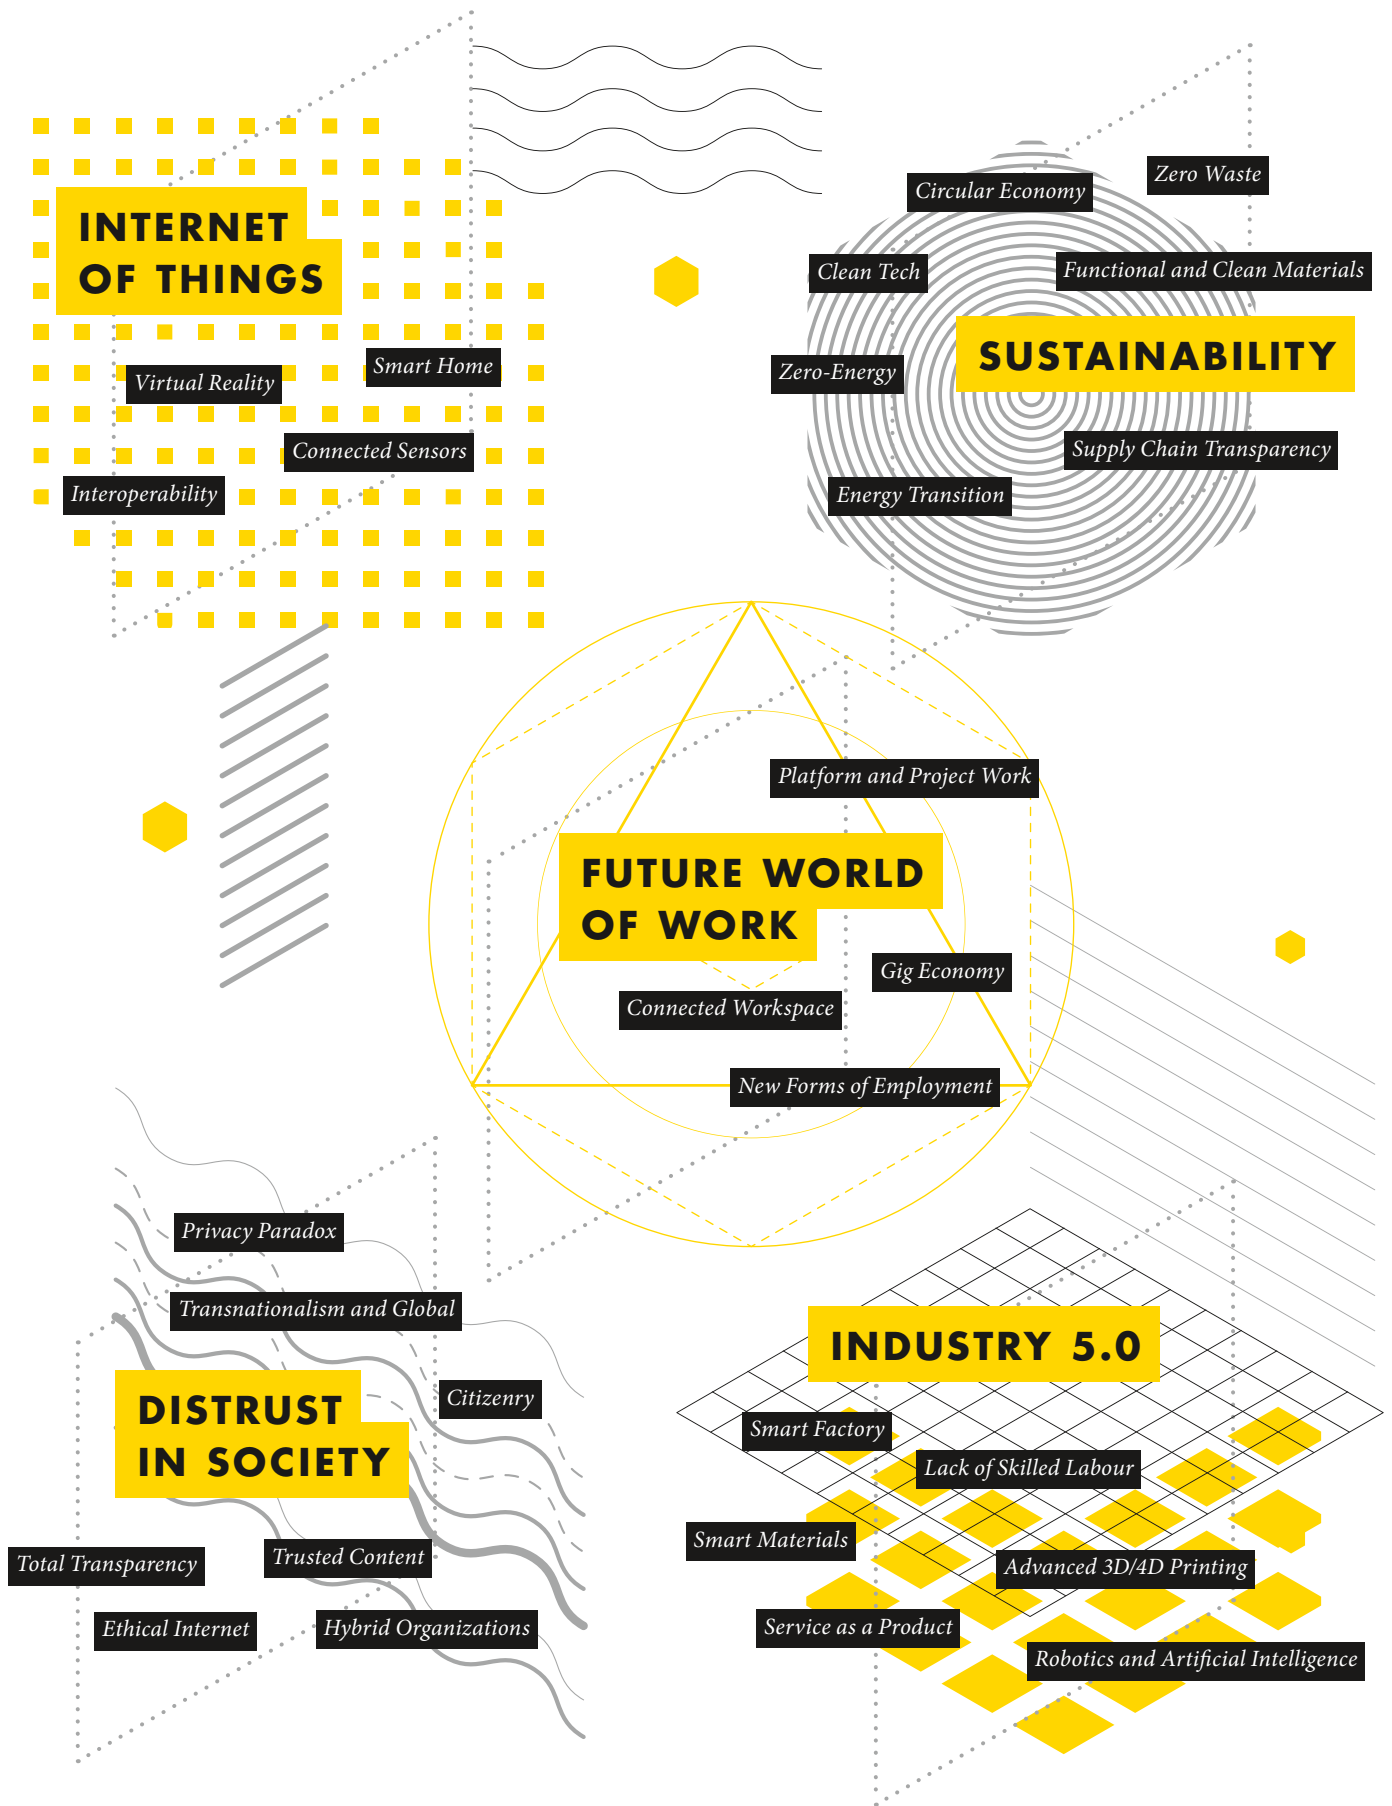 INTERNET
OF THINGS
Virtual Reality
Smart Home
Connected Sensors
Interoperability
Circular Economy
Zero Waste
Clean Tech
Functional and Clean Materials
SUSTAINABILITY
Zero-Energy
Supply Chain Transparency
Energy Transition
Platform and Project Work
FUTURE WORLD
OF WORK
Gig Economy
Connected Workspace
New Forms of Employment
Privacy Paradox
Transnationalism and Global
Citizenry
DISTRUST
IN SOCIETY
Total Transparency
Trusted Content
Ethical Internet
Hybrid Organizations
INDUSTRY 5.0
Smart Factory
Lack of Skilled Labour
Smart Materials
Advanced 3D/4D Printing
Service as a Product
Robotics and Artificial Intelligence